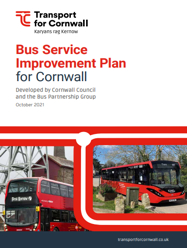 Transport
for Cornwall
Karyans rag Kernow
Bus Service
Improvement Plan
for Cornwall
Developed by Cornwall Council
and the Bus Partnership Group
October 2021
transportforcornwall.co.uk